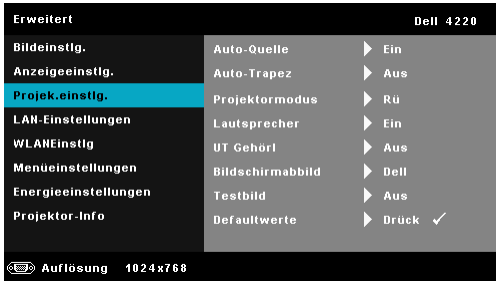 Erweitert Dell 4220
Bildeinstlg. Auto-Quelle Ein
Anzeigeeinstlg. Auto-Trapez Aus
Projek.einstlg. Projektormodus Rü
LAN-Einstellungen Lautsprecher Ein
WLANEinstlg UT Gehörl Aus
Menüeinstellungen Bildschirmabbild Dell
Energieeinstellungen Testbild Aus
Projektor-Info Defaultwerte Drück ✓
Auflösung 1024x768